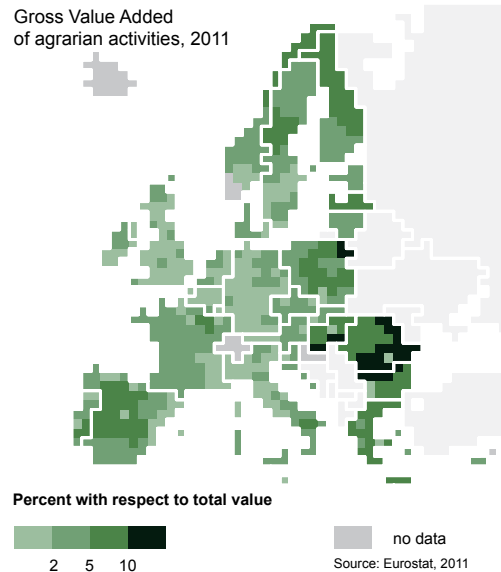 Gross Value Added
of agrarian activities, 2011
Percent with respect to total value
2 5 10
no data
Source: Eurostat, 2011